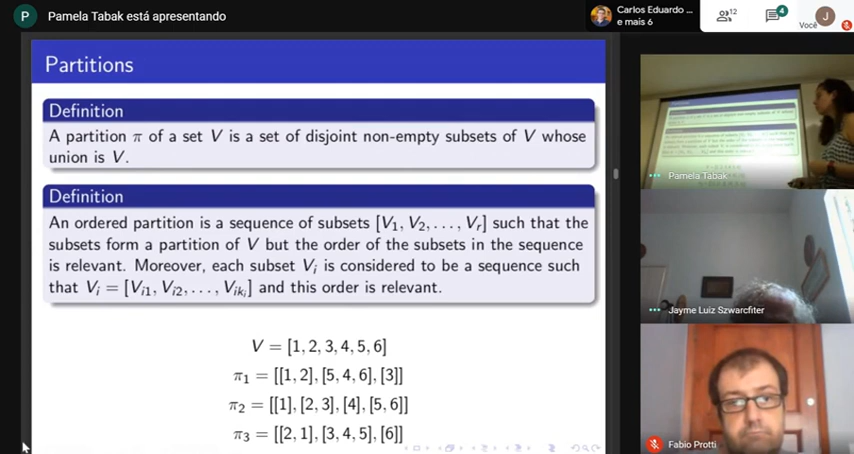 P Pamela Tabak está apresentando
Carlos Eduardo ...
e mais 6
12
4
J
Você
Partitions
Definition
A partition π of a set V is a set of disjoint non-empty subsets of V whose
union is V.
Definition
An ordered partition is a sequence of subsets [V₁, V₂, . . . , Vᵣ] such that the
subsets form a partition of V but the order of the subsets in the sequence
is relevant. Moreover, each subset Vᵢ is considered to be a sequence such
that Vᵢ = [Vᵢ₁, Vᵢ₂, . . . , Vᵢₖᵢ] and this order is relevant.
V = [1, 2, 3, 4, 5, 6]
π₁ = [[1, 2], [5, 4, 6], [3]]
π₂ = [[1], [2, 3], [4], [5, 6]]
π₃ = [[2, 1], [3, 4, 5], [6]]
Pamela Tabak
Jayme Luiz Szwarcfiter
Fabio Protti